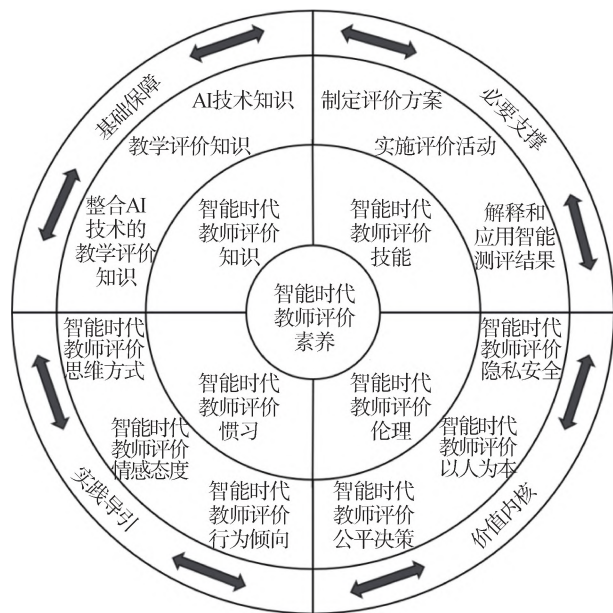 基础保障
AI技术知识
教学评价知识
整合AI
技术的
教学评价
知识
智能时代
教师评价
知识
必要支撑
制定评价方案
实施评价活动
解释和
应用智能
测评结果
智能时代
教师评价
技能
智能时代
教师评价
素养
智能时代
教师评价
思维方式
智能时代
教师评价
情感态度
智能时代
教师评价
行为倾向
智能时代
教师评价
惯习
实践导引
智能时代
教师评价
伦理
智能时代
教师评价
隐私安全
智能时代
教师评价
以人为本
智能时代
教师评价
公平决策
价值内核